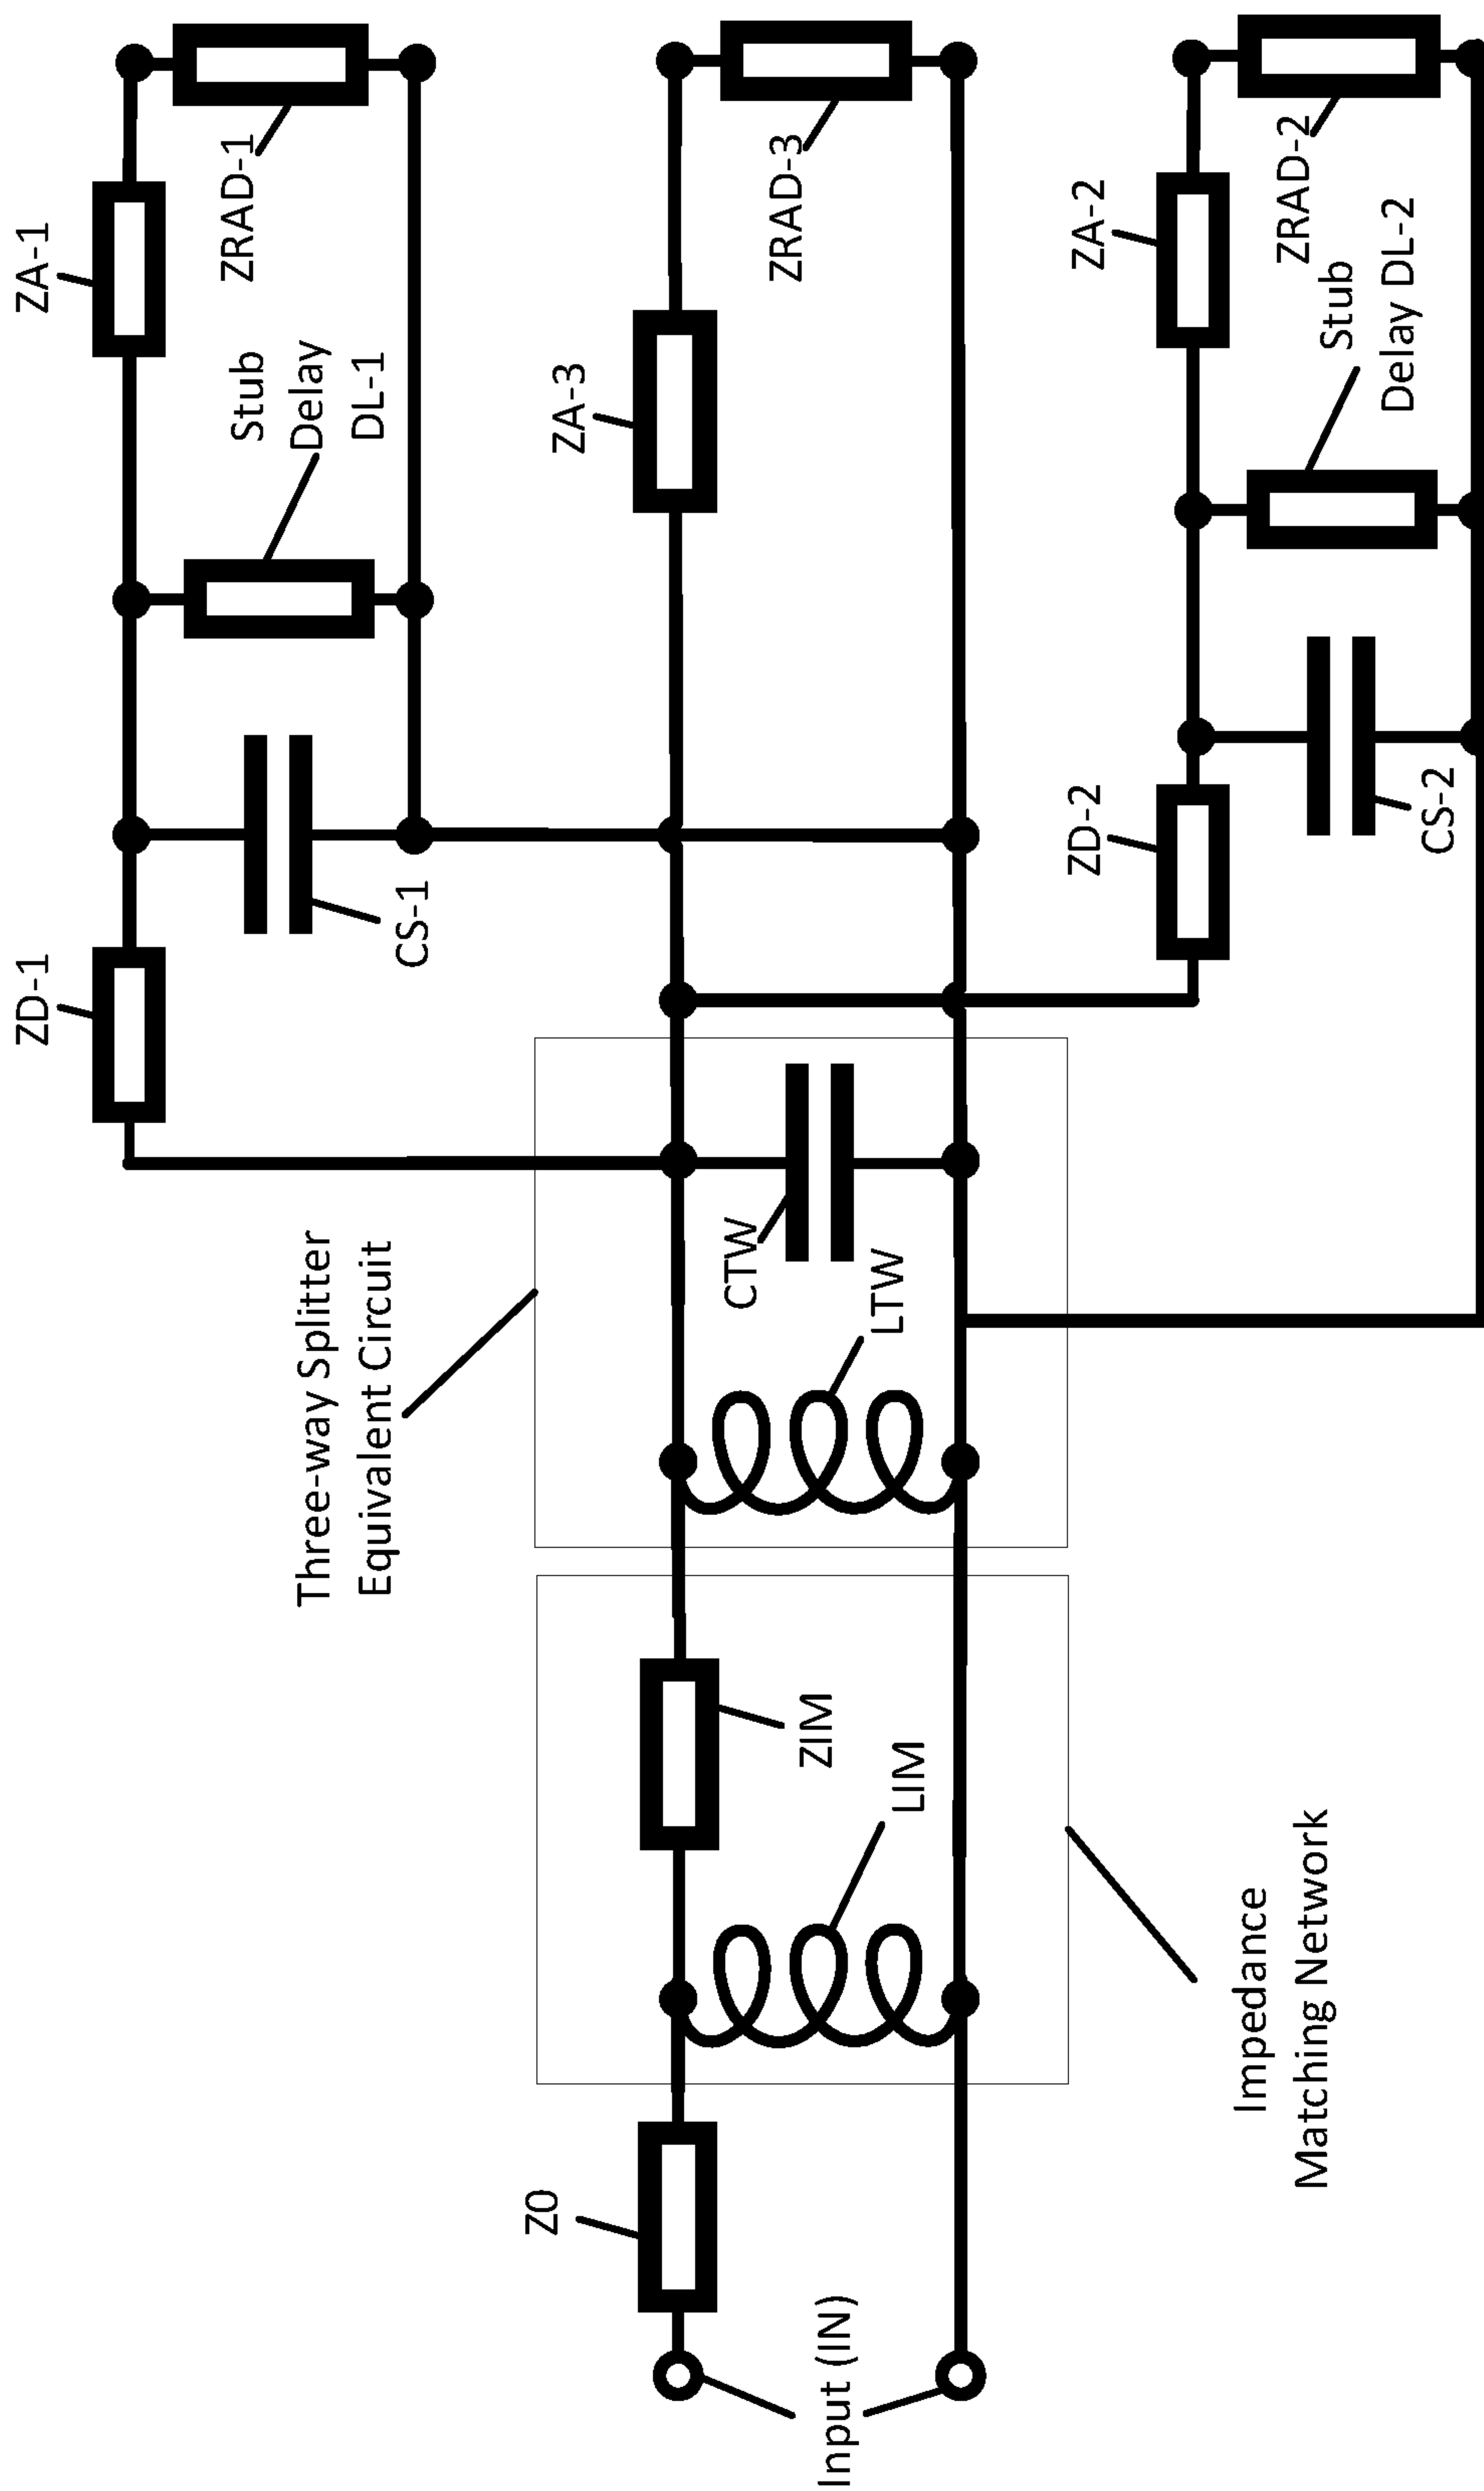 ZD-1
ZA-1
CS-1
Stub
Delay
DL-1
ZRAD-1
Three-way Splitter
Equivalent Circuit
Z0
ZA-3
CTW
ZRAD-3
ZIM
Input (IN)
LTW
LIM
ZD-2
ZA-2
Impedance
Matching Network
ZRAD-2
Stub
Delay DL-2
CS-2